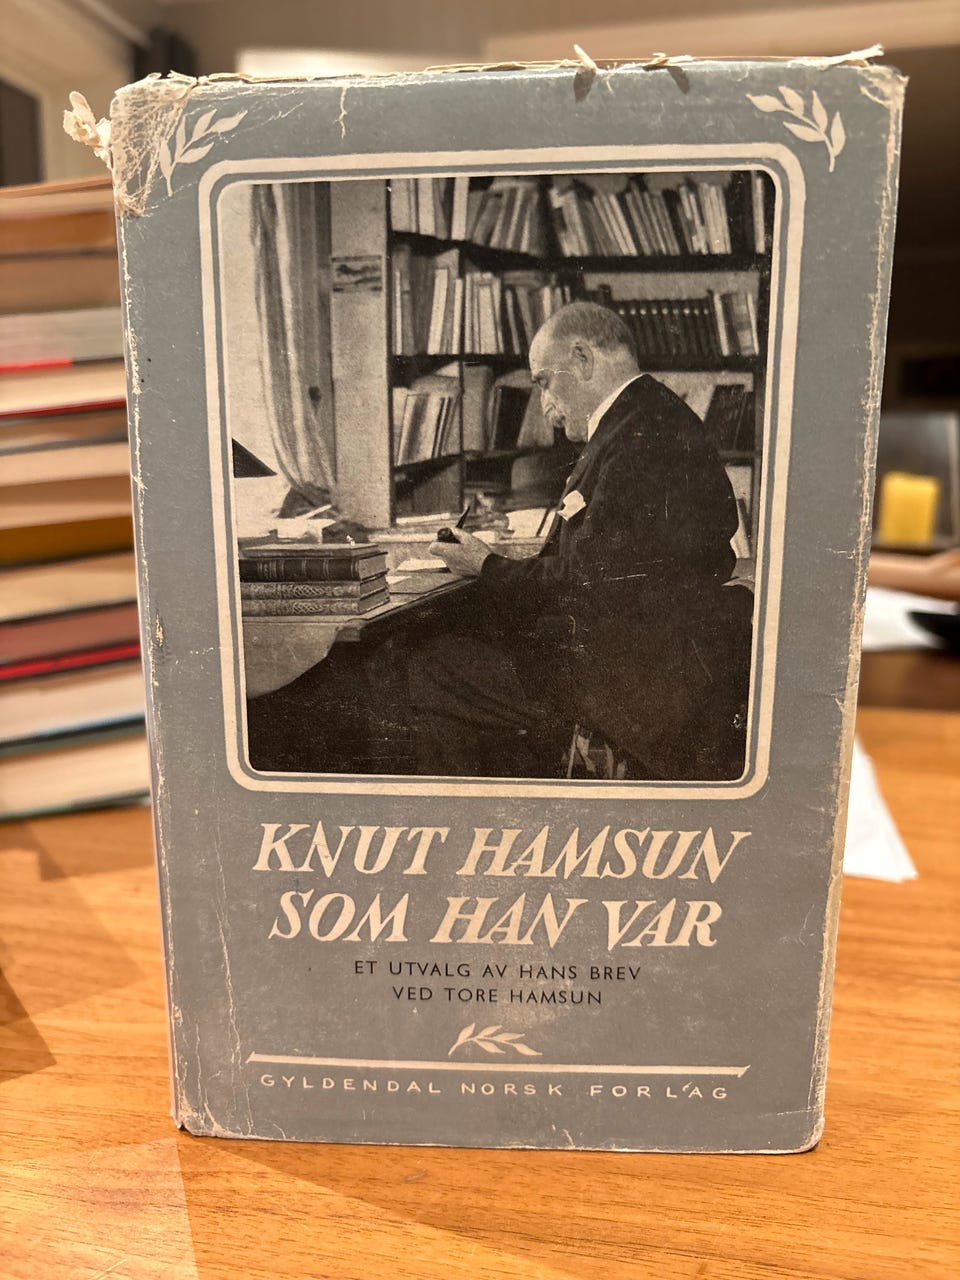 KNUT HAMSUN
SOM HAN VAR
ET UTVALG AV HANS BREV
VED TORE HAMSUN
GYLDENDAL NORSK FORLAG